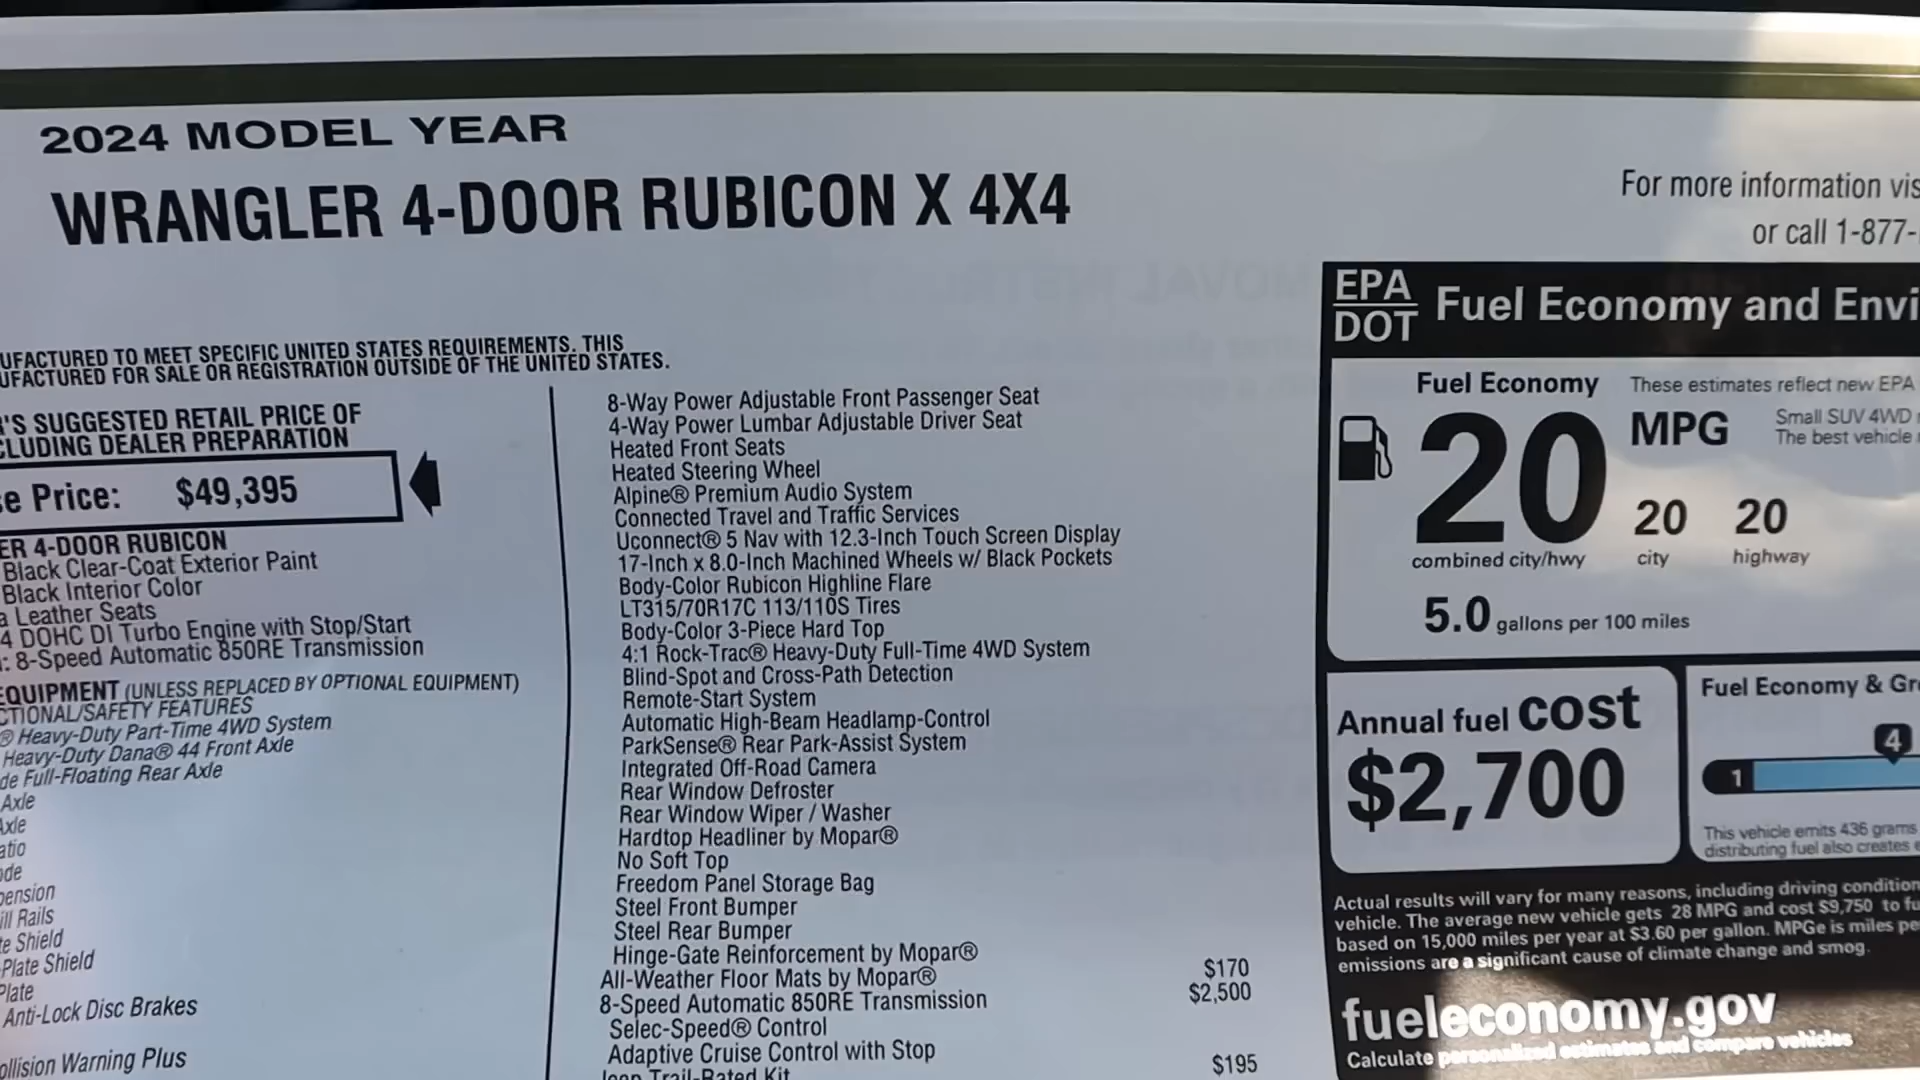 2024 MODEL YEAR
WRANGLER 4-DOOR RUBICON X 4X4
For more information vis
or call 1-877-
UFACTURED TO MEET SPECIFIC UNITED STATES REQUIREMENTS. THIS
UFACTURED FOR SALE OR REGISTRATION OUTSIDE OF THE UNITED STATES.
R'S SUGGESTED RETAIL PRICE OF
CLUDING DEALER PREPARATION
se Price: $49,395
ER 4-DOOR RUBICON
Black Clear-Coat Exterior Paint
Black Interior Color
a Leather Seats
4 DOHC DI Turbo Engine with Stop/Start
: 8-Speed Automatic 850RE Transmission
EQUIPMENT (UNLESS REPLACED BY OPTIONAL EQUIPMENT)
CTIONAL/SAFETY FEATURES
® Heavy-Duty Part-Time 4WD System
Heavy-Duty Dana® 44 Front Axle
de Full-Floating Rear Axle
Axle
Axle
atio
ode
pension
ill Rails
te Shield
Plate Shield
Plate
Anti-Lock Disc Brakes
ollision Warning Plus
8-Way Power Adjustable Front Passenger Seat
4-Way Power Lumbar Adjustable Driver Seat
Heated Front Seats
Heated Steering Wheel
Alpine® Premium Audio System
Connected Travel and Traffic Services
Uconnect® 5 Nav with 12.3-Inch Touch Screen Display
17-Inch x 8.0-Inch Machined Wheels w/ Black Pockets
Body-Color Rubicon Highline Flare
LT315/70R17C 113/110S Tires
Body-Color 3-Piece Hard Top
4:1 Rock-Trac® Heavy-Duty Full-Time 4WD System
Blind-Spot and Cross-Path Detection
Remote-Start System
Automatic High-Beam Headlamp-Control
ParkSense® Rear Park-Assist System
Integrated Off-Road Camera
Rear Window Defroster
Rear Window Wiper / Washer
Hardtop Headliner by Mopar®
No Soft Top
Freedom Panel Storage Bag
Steel Front Bumper
Steel Rear Bumper
Hinge-Gate Reinforcement by Mopar®
All-Weather Floor Mats by Mopar® $170
8-Speed Automatic 850RE Transmission $2,500
Selec-Speed® Control
Adaptive Cruise Control with Stop
Jeep Trail-Rated Kit $195
EPA
DOT
Fuel Economy and Envi
Fuel Economy
These estimates reflect new EPA
20
MPG
Small SUV 4WD
The best vehicle
20 20
combined city/hwy city highway
5.0 gallons per 100 miles
Annual fuel cost
$2,700
Fuel Economy & Gre
4
1
This vehicle emits 436 grams
distributing fuel also creates e
Actual results will vary for many reasons, including driving condition
vehicle. The average new vehicle gets 28 MPG and cost $9,750 to fu
based on 15,000 miles per year at $3.60 per gallon. MPGe is miles pe
emissions are a significant cause of climate change and smog.
fueleconomy.gov
Calculate personalized estimates and compare vehicles